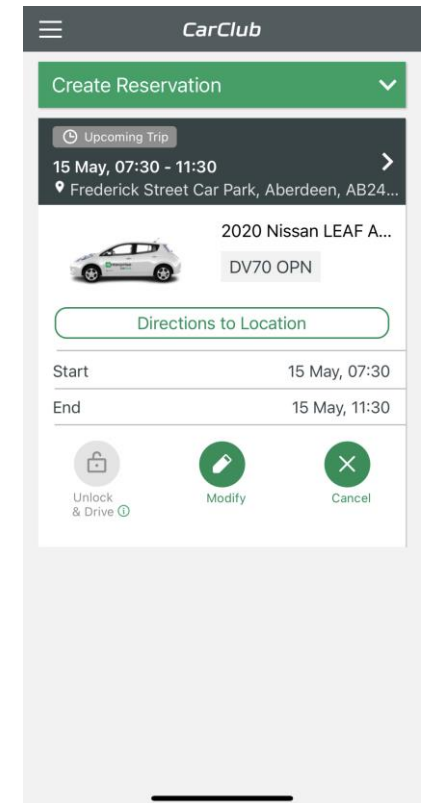 CarClub
Create Reservation
Upcoming Trip
15 May, 07:30 - 11:30
Frederick Street Car Park, Aberdeen, AB24...
2020 Nissan LEAF A...
DV70 OPN
Directions to Location
Start 15 May, 07:30
End 15 May, 11:30
Unlock
& Drive
Modify
Cancel